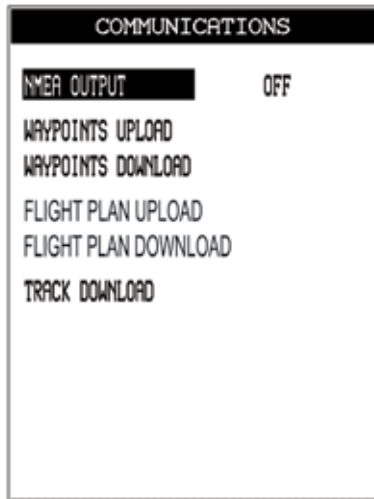 COMMUNICATIONS
NMEA OUTPUT OFF
WAYPOINTS UPLOAD
WAYPOINTS DOWNLOAD
FLIGHT PLAN UPLOAD
FLIGHT PLAN DOWNLOAD
TRACK DOWNLOAD